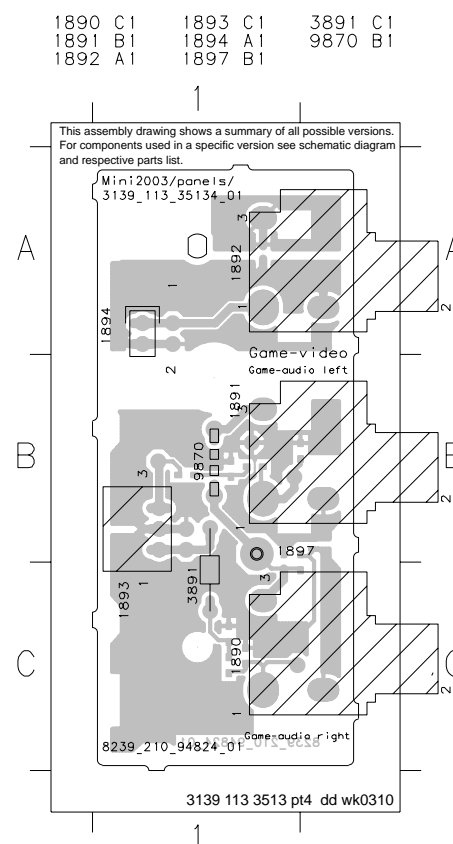 1890 C1 1893 C1 3891 C1
1891 B1 1894 A1 9870 B1
1892 A1 1897 B1
1
This assembly drawing shows a summary of all possible versions.
For components used in a specific version see schematic diagram
and respective parts list.
Mini2003/panels/
3139_113_35134_01
3
A
A
1892
1
1894
1
2
2
Game-video
Game-audio left
1891
3
B
B
9870
3
2
1
1897
1893
1
3891
3
1890
C
C
2
1
Game-audio right
8239_210_94824_01
8239_210_94824_01
3139 113 3513 pt4 dd wk0310
1